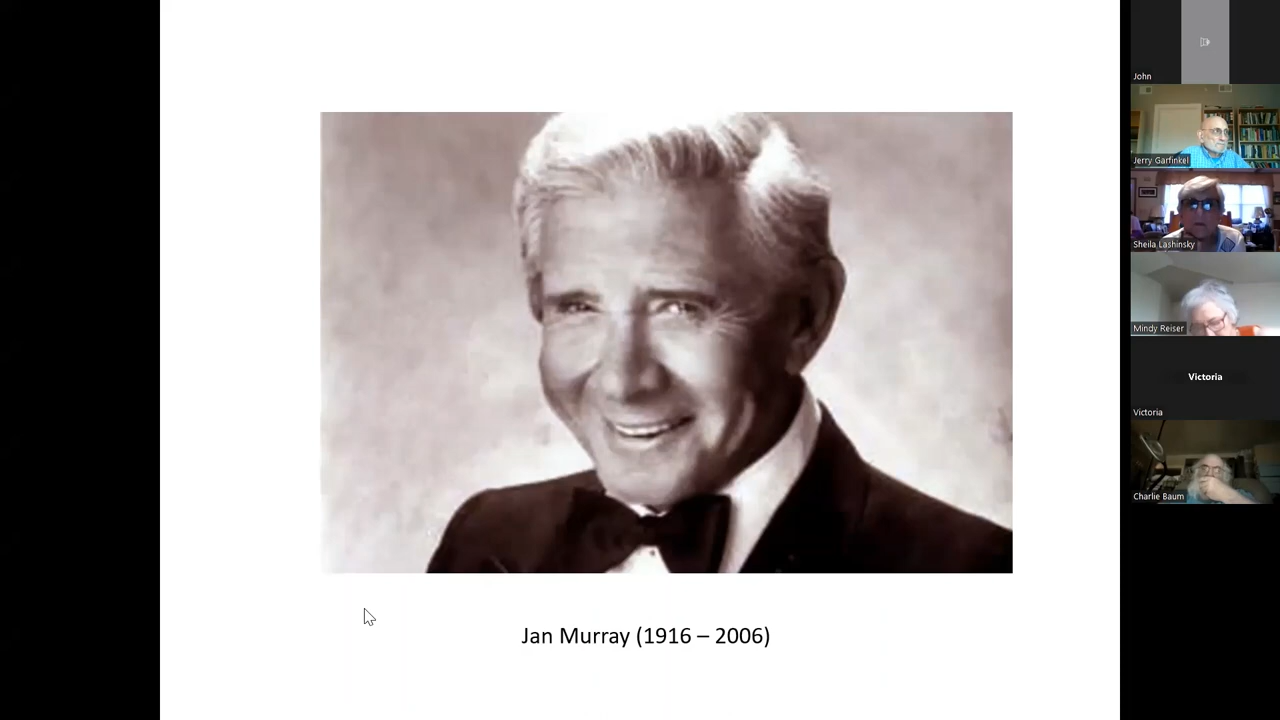 Jan Murray (1916 – 2006)
John
Jerry Garfinkel
Sheila Lashinsky
Mindy Reiser
Victoria
Victoria
Charlie Baum